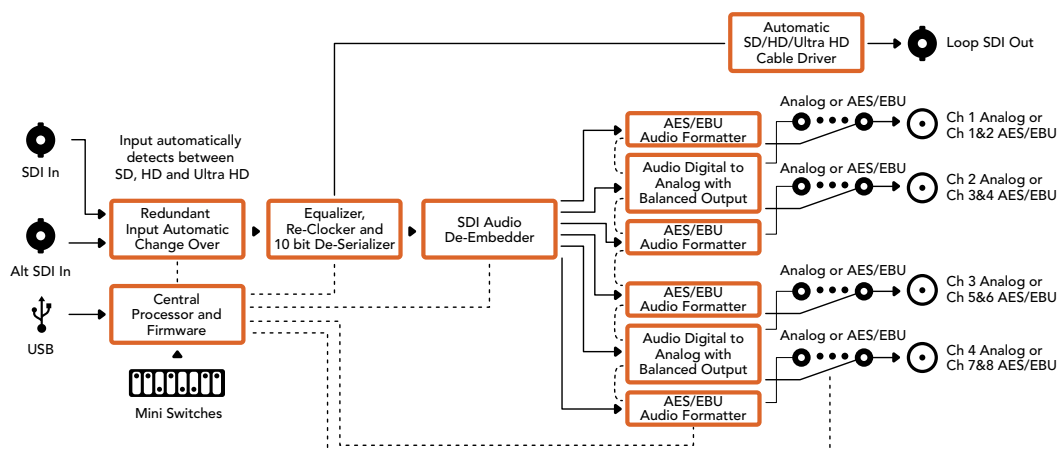 Automatic
SD/HD/Ultra HD
Cable Driver
Loop SDI Out
SDI In
Input automatically
detects between
SD, HD and Ultra HD
Alt SDI In
Redundant
Input Automatic
Change Over
Equalizer,
Re-Clocker and
10 bit De-Serializer
SDI Audio
De-Embedder
USB
Central
Processor and
Firmware
Mini Switches
AES/EBU
Audio Formatter
Audio Digital to
Analog with
Balanced Output
AES/EBU
Audio Formatter
AES/EBU
Audio Formatter
Audio Digital to
Analog with
Balanced Output
AES/EBU
Audio Formatter
Analog or AES/EBU
Ch 1 Analog or
Ch 1&2 AES/EBU
Analog or AES/EBU
Ch 2 Analog or
Ch 3&4 AES/EBU
Analog or AES/EBU
Ch 3 Analog or
Ch 5&6 AES/EBU
Analog or AES/EBU
Ch 4 Analog or
Ch 7&8 AES/EBU